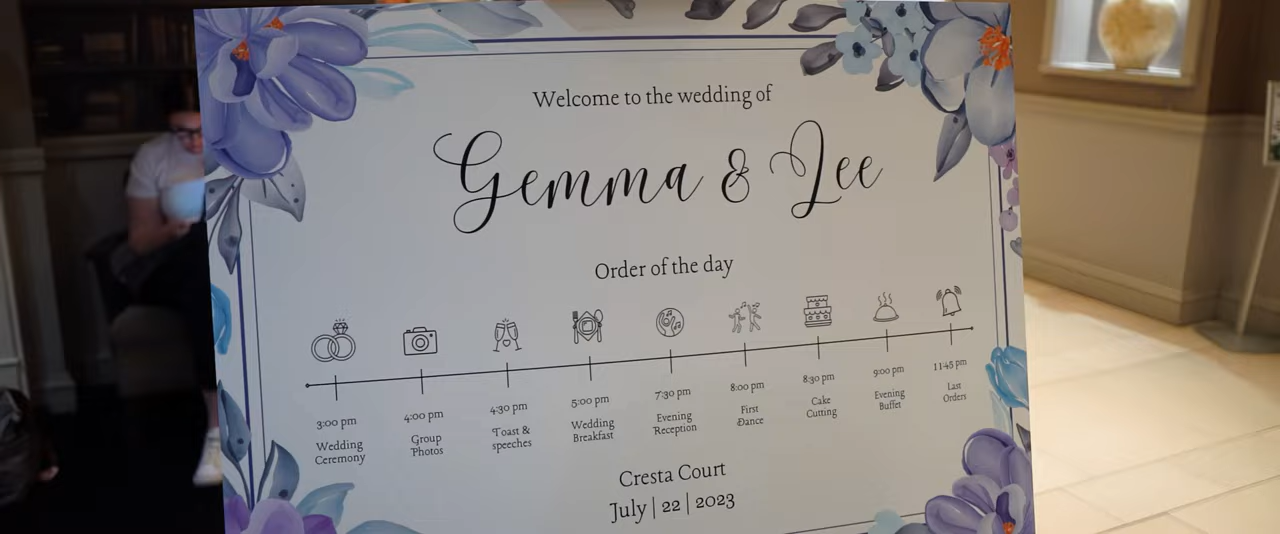 Welcome to the wedding of
Gemma & Lee
Order of the day
3:00 pm
Wedding
Ceremony
4:00 pm
Group
Photos
4:30 pm
Toast &
speeches
5:00 pm
Wedding
Breakfast
7:30 pm
Evening
Reception
8:00 pm
First
Dance
8:30 pm
Cake
Cutting
9:00 pm
Evening
Buffet
11:45 pm
Last
Orders
Cresta Court
July | 22 | 2023